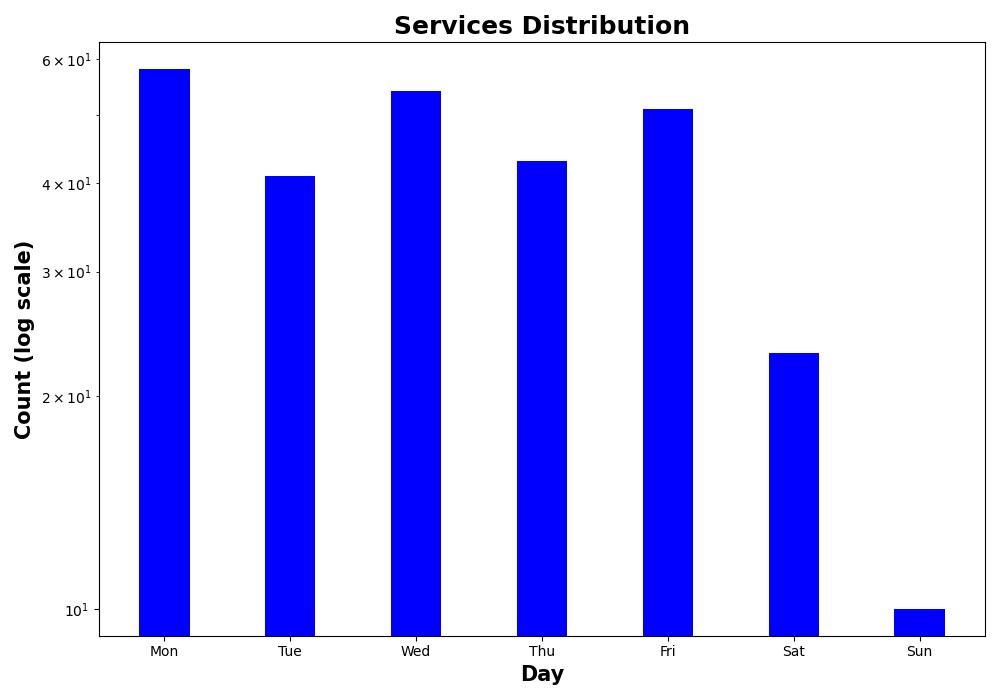 Services Distribution
Count (log scale)
6 × 10¹
4 × 10¹
3 × 10¹
2 × 10¹
10¹
Mon Tue Wed Thu Fri Sat Sun
Day